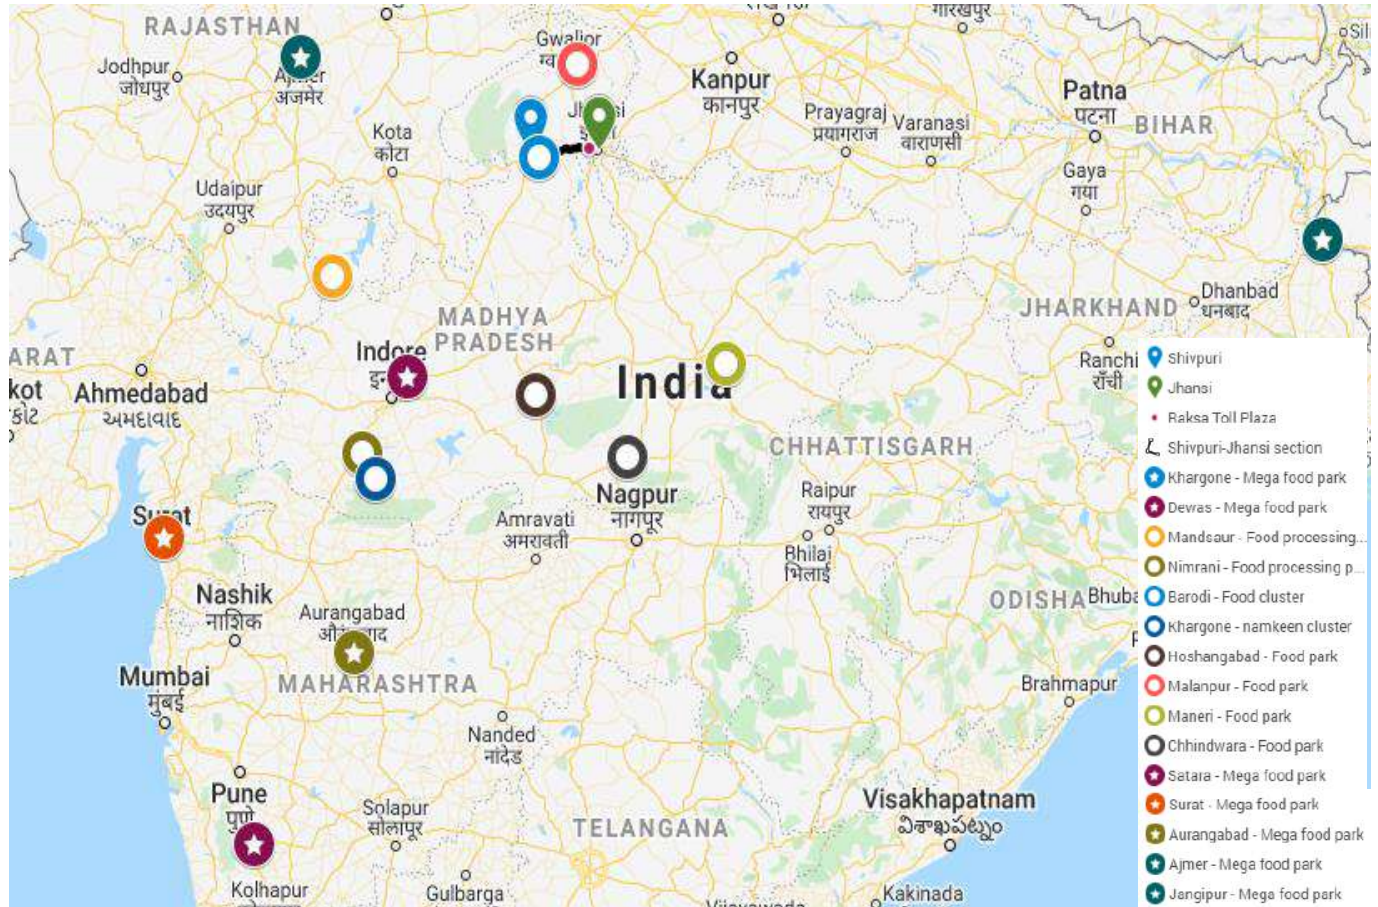 RAJASTHAN
Jodhpur
जोधपुर
अजमेर
Kota
कोटा
Udaipur
उदयपुर
Gwalior
Kanpur
कानपुर
गोरखपुर
Prayagraj
प्रयागराज
Varanasi
वाराणसी
Patna
पटना
BIHAR
Gaya
गया
Dhanbad
धनबाद
JHARKHAND
Ranchi
राँची
MADHYA
PRADESH
Indore
India
ARAT
kot
કોટ
Ahmedabad
અમદાવાદ
CHHATTISGARH
Raipur
रायपुर
Bhilai
भिलाई
Nagpur
नागपूर
Amravati
अमरावती
Surat
Nashik
नाशिक
Aurangabad
Mumbai
मुंबई
MAHARASHTRA
Nanded
नांदेड
Pune
पुणे
Solapur
सोलापूर
Kolhapur
Gulbarga
TELANGANA
ODISHA
Bhuba
Brahmapur
Visakhapatnam
విశాఖపట్నం
Kakinada
Sil
Shivpuri
Jhansi
Raksa Toll Plaza
Shivpuri-Jhansi section
Khargone - Mega food park
Dewas - Mega food park
Mandsaur - Food processing...
Nimrani - Food processing p...
Barodi - Food cluster
Khargone - namkeen cluster
Hoshangabad - Food park
Malanpur - Food park
Maneri - Food park
Chhindwara - Food park
Satara - Mega food park
Surat - Mega food park
Aurangabad - Mega food park
Ajmer - Mega food park
Jangipur - Mega food park